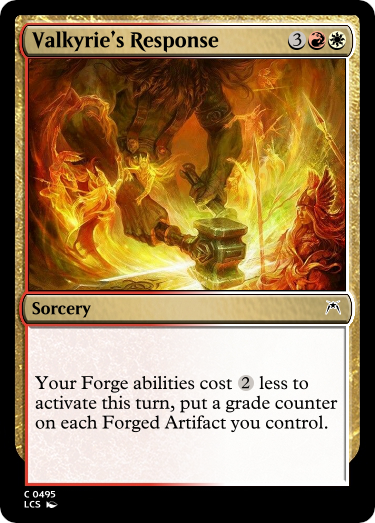 Valkyrie's Response 3
Sorcery
Your Forge abilities cost 2 less to
activate this turn, put a grade counter
on each Forged Artifact you control.
C 0495
LCS